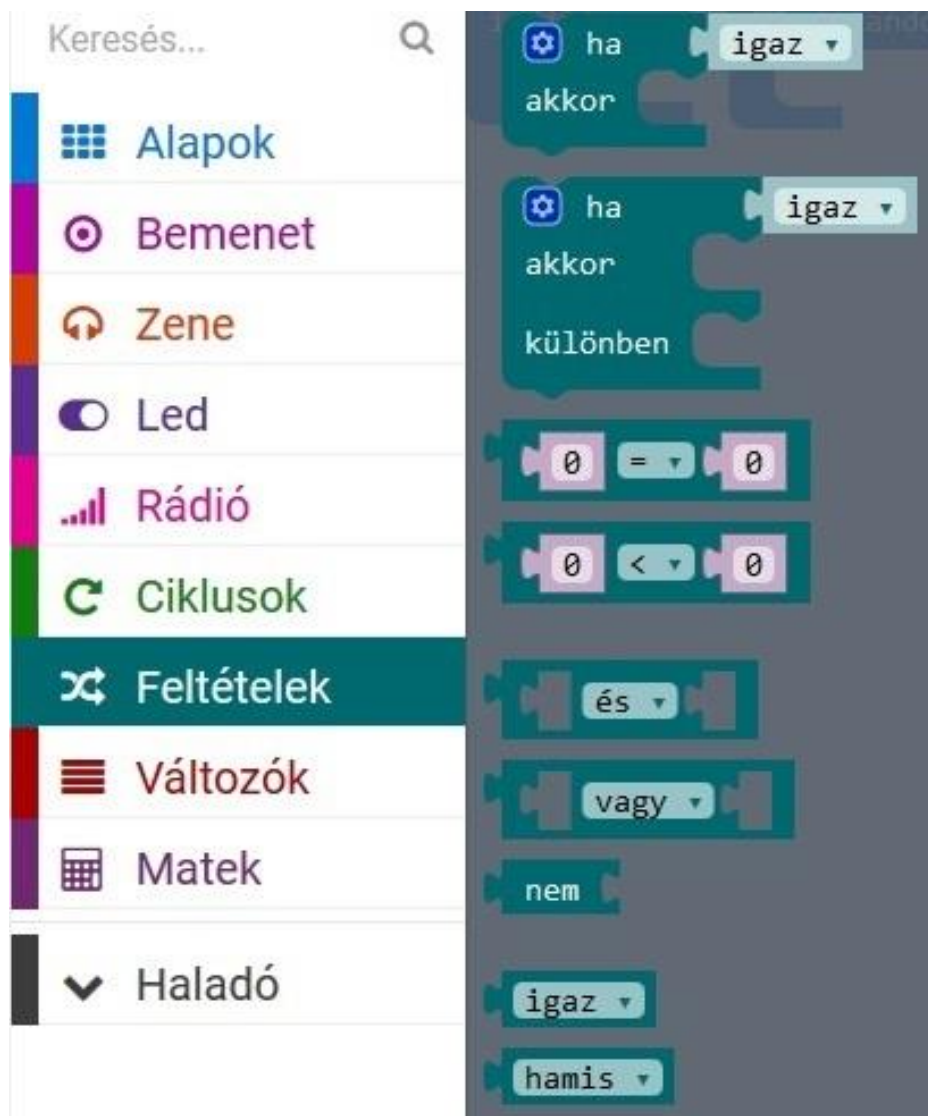 Keresés...
Alapok
Bemenet
Zene
Led
Rádió
Ciklusok
Feltételek
Változók
Matek
Haladó
ha igaz
akkor
ha igaz
akkor
különben
0 = 0
0 < 0
és
vagy
nem
igaz
hamis